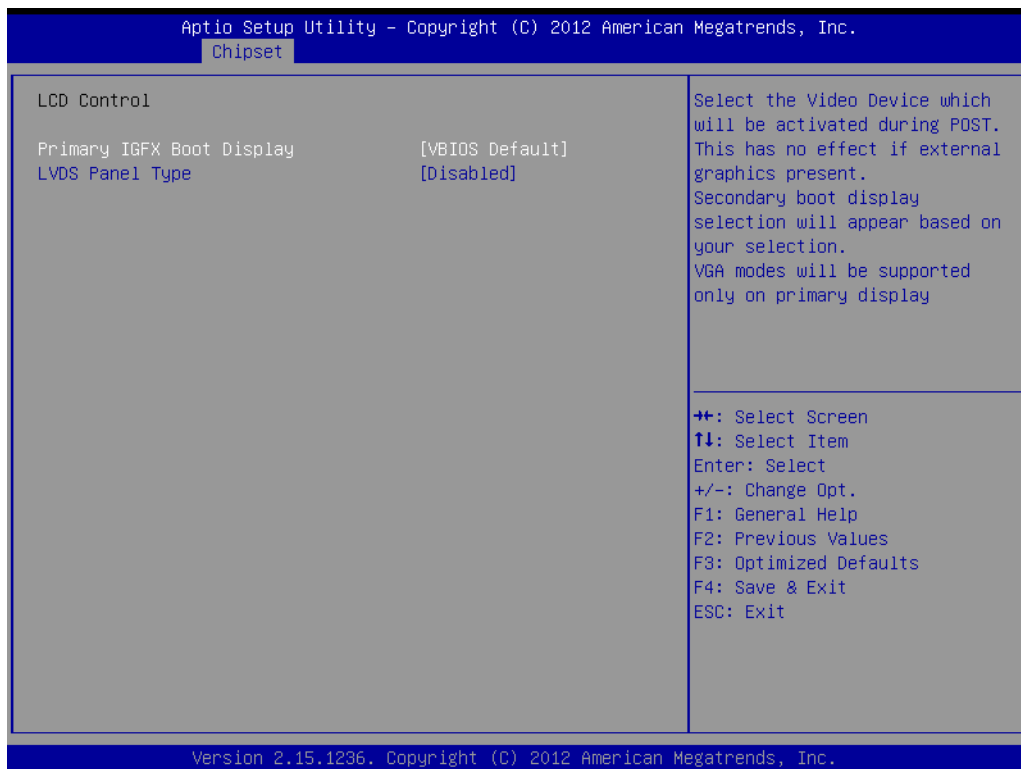 Aptio Setup Utility – Copyright (C) 2012 American Megatrends, Inc.
Chipset
LCD Control
Primary IGFX Boot Display [VBIOS Default]
LVDS Panel Type [Disabled]
Select the Video Device which
will be activated during POST.
This has no effect if external
graphics present.
Secondary boot display
selection will appear based on
your selection.
VGA modes will be supported
only on primary display
→←: Select Screen
↑↓: Select Item
Enter: Select
+/-: Change Opt.
F1: General Help
F2: Previous Values
F3: Optimized Defaults
F4: Save & Exit
ESC: Exit
Version 2.15.1236. Copyright (C) 2012 American Megatrends, Inc.